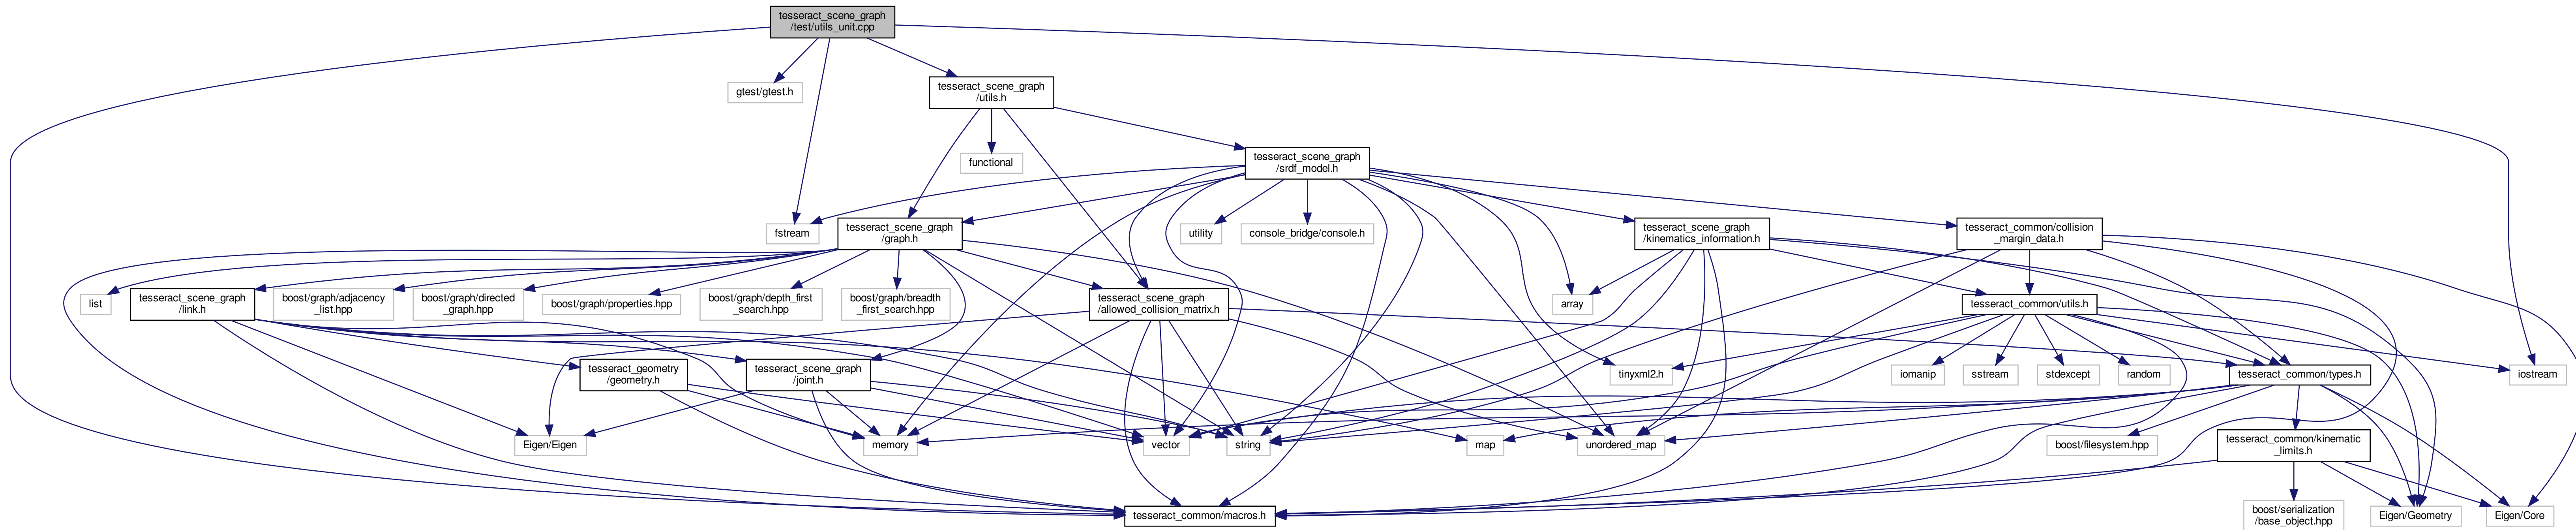 tesseract_scene_graph
/test/utils_unit.cpp
gtest/gtest.h
tesseract_scene_graph
/utils.h
functional
tesseract_scene_graph
/srdf_model.h
fstream
tesseract_scene_graph
/graph.h
utility
console_bridge/console.h
tesseract_scene_graph
/kinematics_information.h
tesseract_common/collision
_margin_data.h
list
tesseract_scene_graph
/link.h
boost/graph/adjacency
_list.hpp
boost/graph/directed
_graph.hpp
boost/graph/properties.hpp
boost/graph/depth_first
_search.hpp
boost/graph/breadth
_first_search.hpp
tesseract_scene_graph
/allowed_collision_matrix.h
array
tesseract_common/utils.h
tesseract_geometry
/geometry.h
tesseract_scene_graph
/joint.h
tinyxml2.h
iomanip
sstream
stdexcept
random
tesseract_common/types.h
iostream
Eigen/Eigen
memory
vector
string
map
unordered_map
boost/filesystem.hpp
tesseract_common/kinematic
_limits.h
tesseract_common/macros.h
boost/serialization
/base_object.hpp
Eigen/Geometry
Eigen/Core